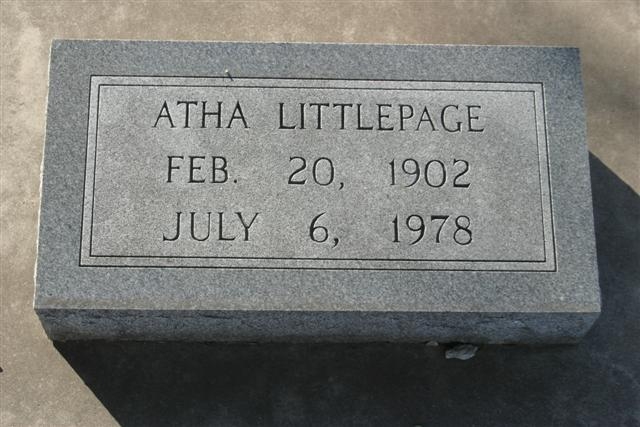 ATHA LITTLEPAGE
FEB. 20, 1902
JULY 6, 1978